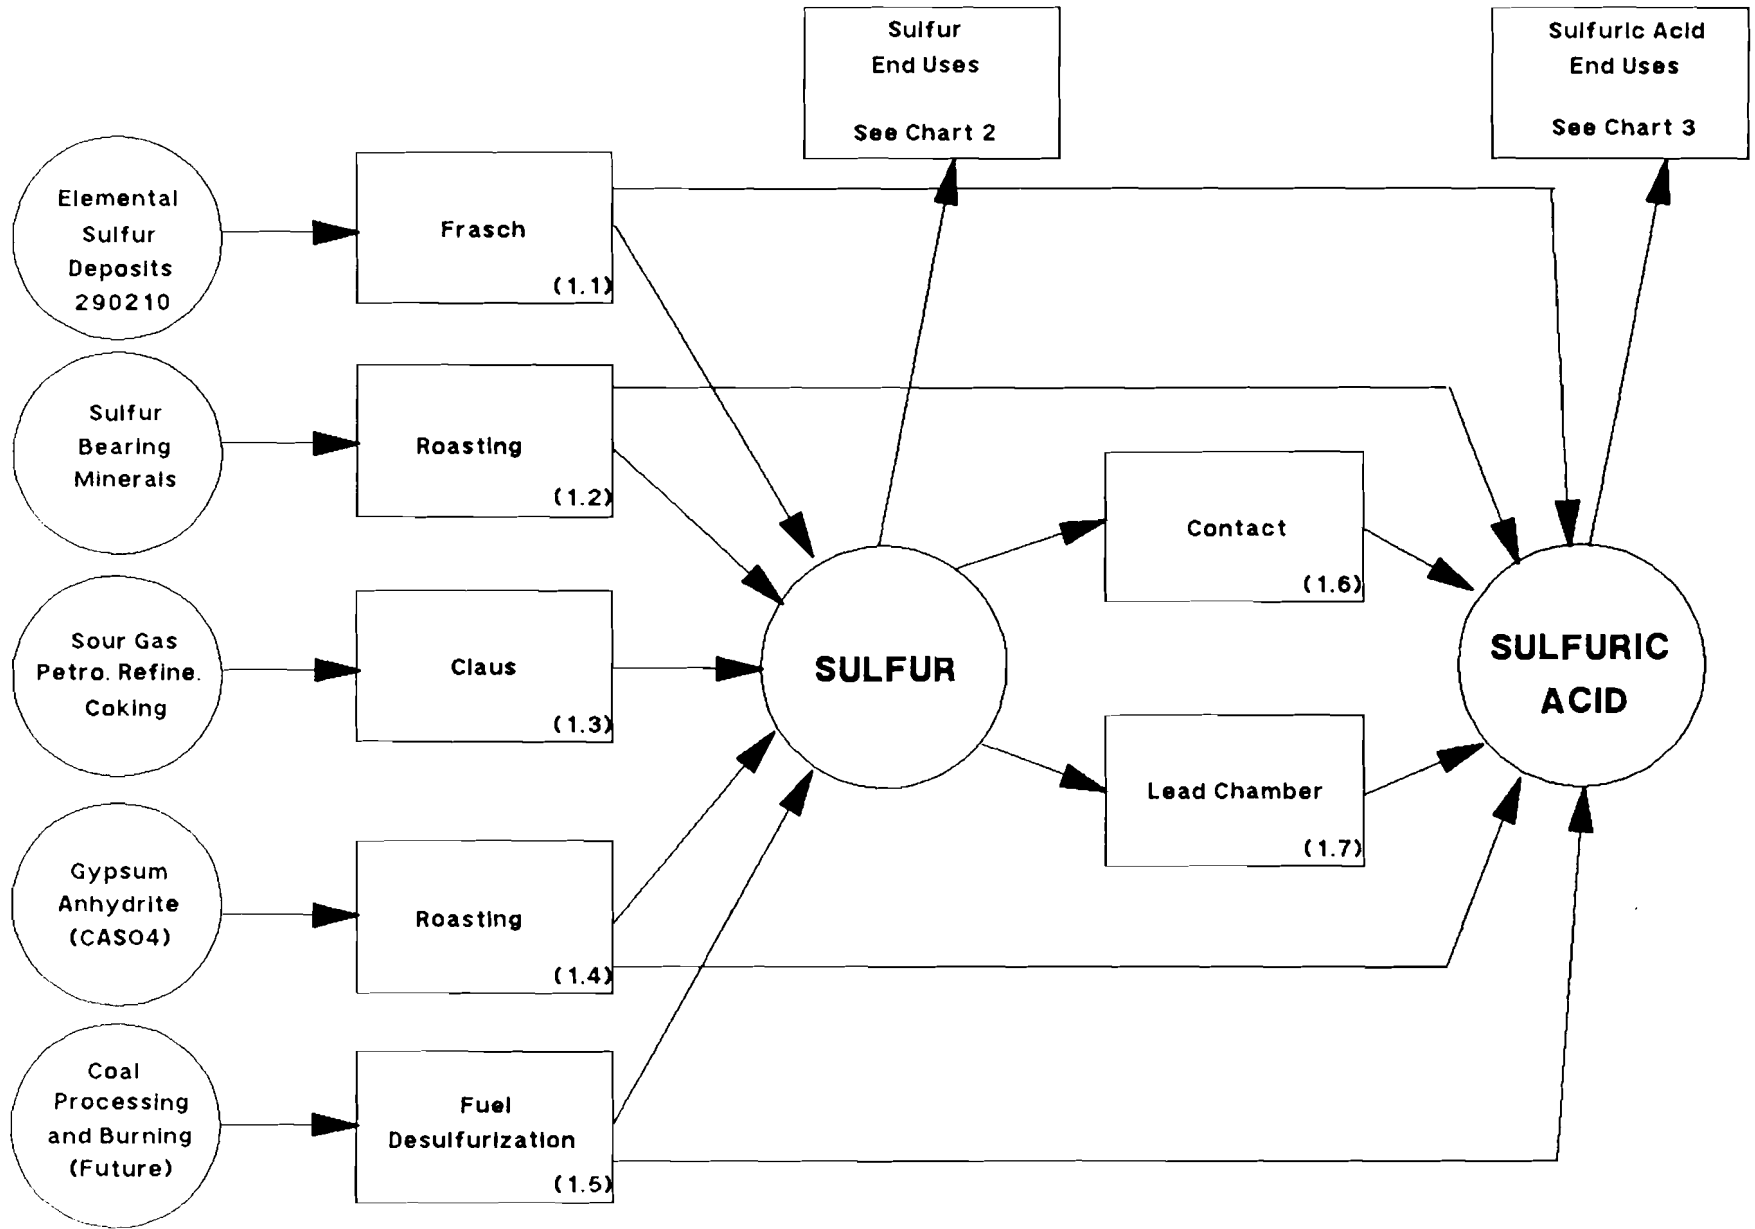 Sulfur
End Uses
See Chart 2
Sulfuric Acid
End Uses
See Chart 3
Elemental
Sulfur
Deposits
290210
Frasch
(1.1)
Sulfur
Bearing
Minerals
Roasting
(1.2)
Contact
(1.6)
Sour Gas
Petro. Refine.
Coking
Claus
(1.3)
SULFUR
SULFURIC
ACID
Lead Chamber
(1.7)
Gypsum
Anhydrite
(CASO4)
Roasting
(1.4)
Coal
Processing
and Burning
(Future)
Fuel
Desulfurization
(1.5)